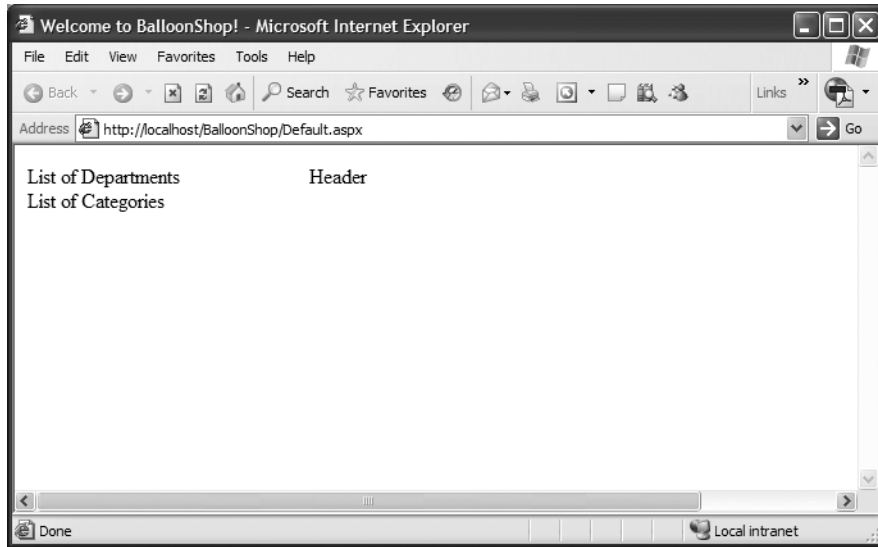 Welcome to BalloonShop! - Microsoft Internet Explorer
File Edit View Favorites Tools Help
Back Search Favorites Links »
Address http://localhost/BalloonShop/Default.aspx Go
List of Departments Header
List of Categories
Done Local intranet